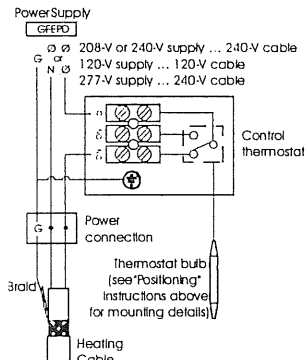 Power Supply
GFEPD
G Ø Ø 208-V or 240-V supply ... 240-V cable
or 120-V supply ... 120-V cable
N Ø 277-V supply ... 240-V cable
Control
thermostat
G
Power
connection
Thermostat bulb
(see "Positioning"
Instructions above
for mounting details)
Braid
Heating
Cable